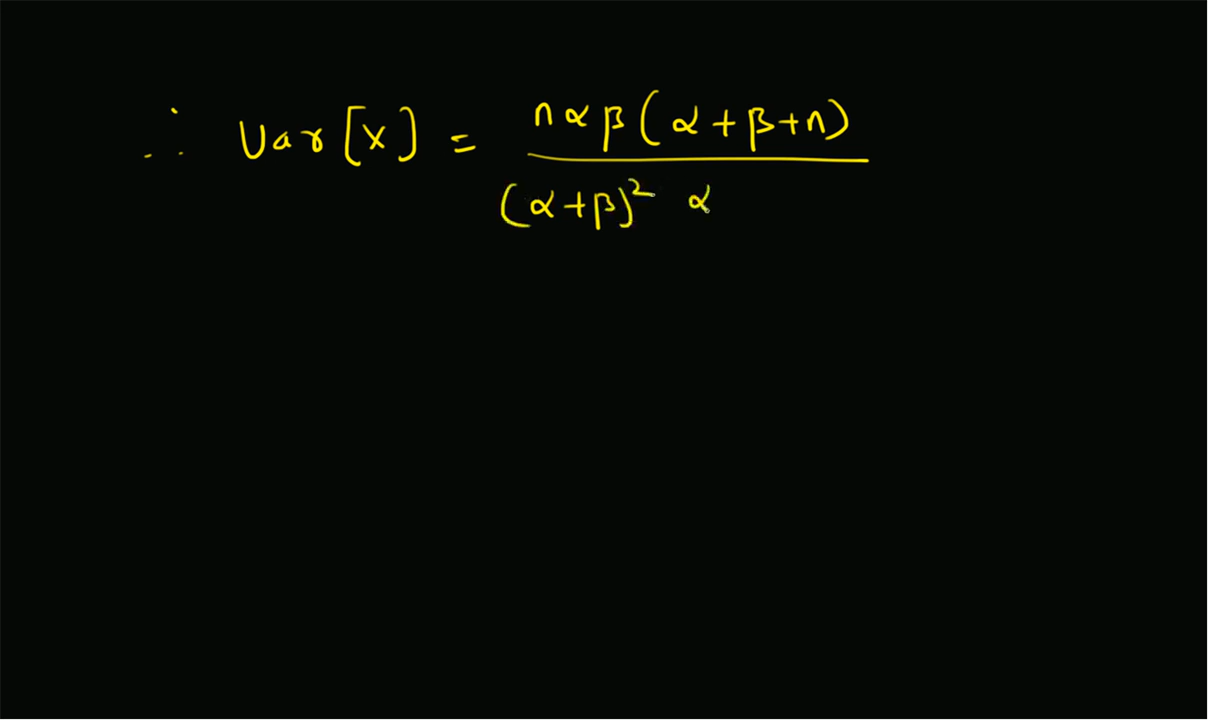 ∴ Var[X] = nαβ(α+β+n)
(α+β)² α